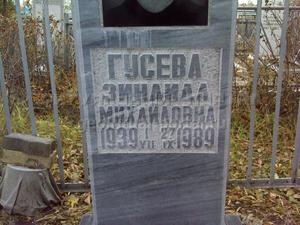 ГУСЕВА
ЗИНАИДА
МИХАЙЛОВНА
1939 VII 27 IX 1989